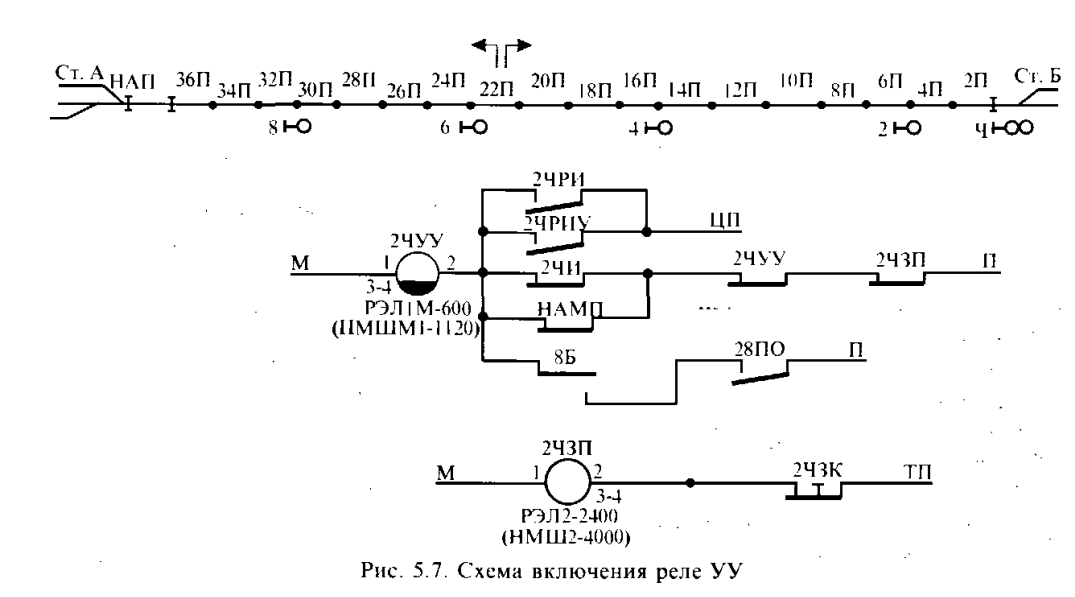 Ст. А НАП 36П 34П 32П 30П 28П 26П 24П 22П 20П 18П 16П 14П 12П 10П 8П 6П 4П 2П Ст. Б
8 6 4 2 Ч
2ЧРИ
2ЧРИУ ЦП
М 1 2ЧУУ 2 2ЧИ 2ЧУУ 2ЧЗП П
3-4
РЭЛ1М-600 НАМП
(НМШМ1-1120)
8Б 28ПО П
2ЧЗП
М 1 2 2ЧЗК ТП
3-4
РЭЛ2-2400
(НМШ2-4000)
Рис. 5.7. Схема включения реле УУ